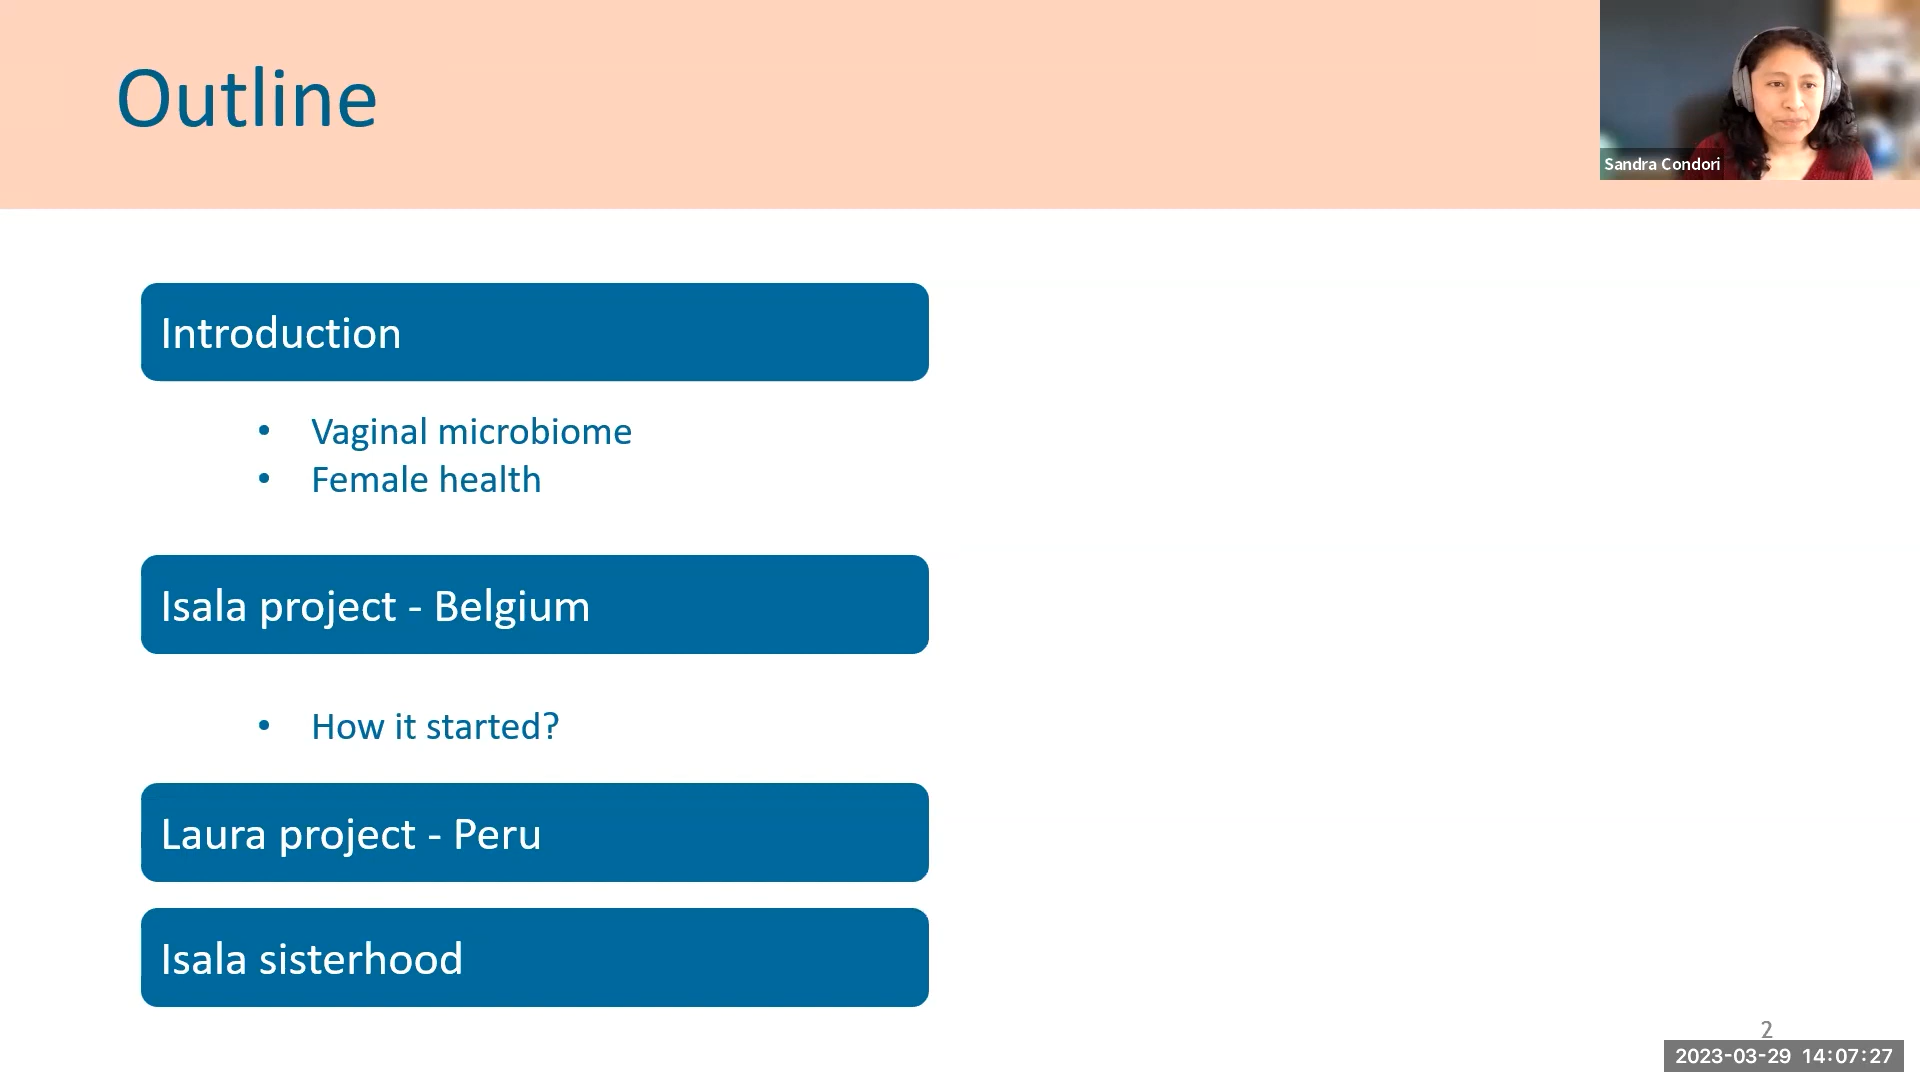 Outline
Sandra Condori
Introduction
• Vaginal microbiome
• Female health
Isala project - Belgium
• How it started?
Laura project - Peru
Isala sisterhood
2
2023-03-29 14:07:27